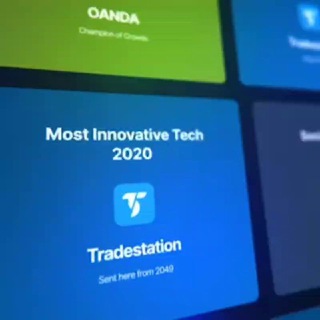 OANDA
Champion of Crowds
Most Innovative Tech
2020
Tradestation
Sent here from 2049